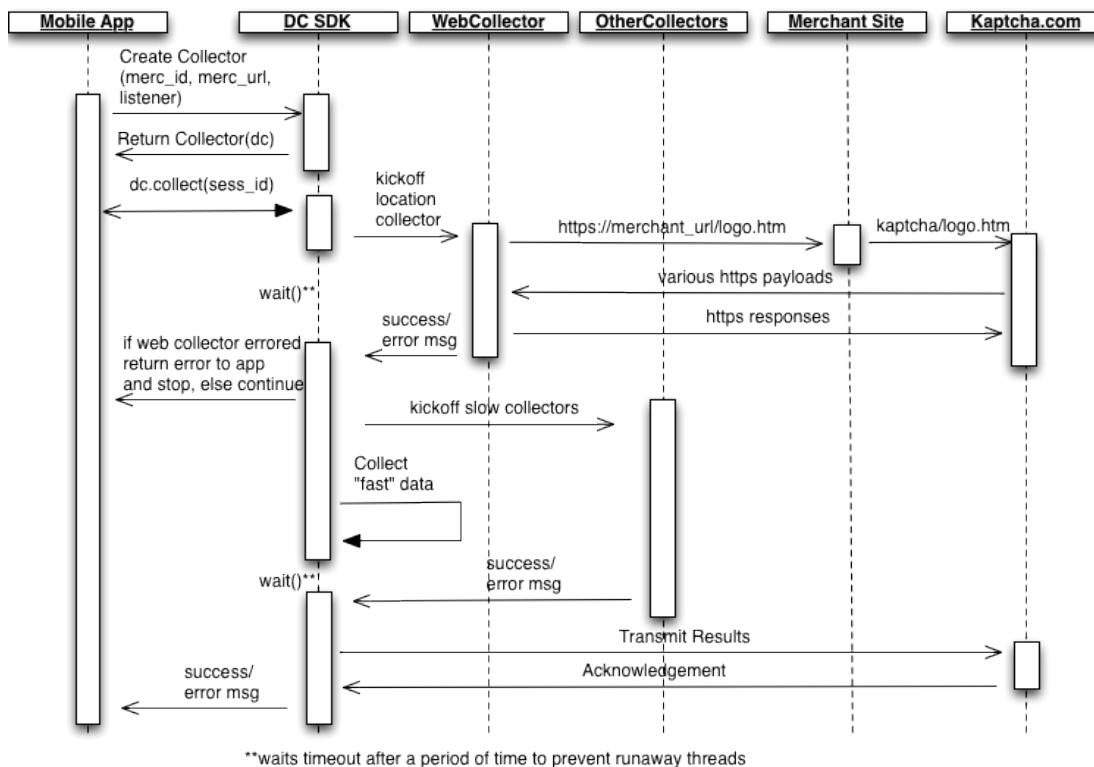 Mobile App
DC SDK
WebCollector
OtherCollectors
Merchant Site
Kaptcha.com
Create Collector
(merc_id, merc_url,
listener)
Return Collector(dc)
dc.collect(sess_id)
kickoff
location
collector
https://merchant_url/logo.htm
kaptcha/logo.htm
various https payloads
wait()**
https responses
success/
error msg
if web collector errored
return error to app
and stop, else continue
kickoff slow collectors
Collect
"fast" data
success/
error msg
wait()**
Transmit Results
Acknowledgement
success/
error msg
**waits timeout after a period of time to prevent runaway threads